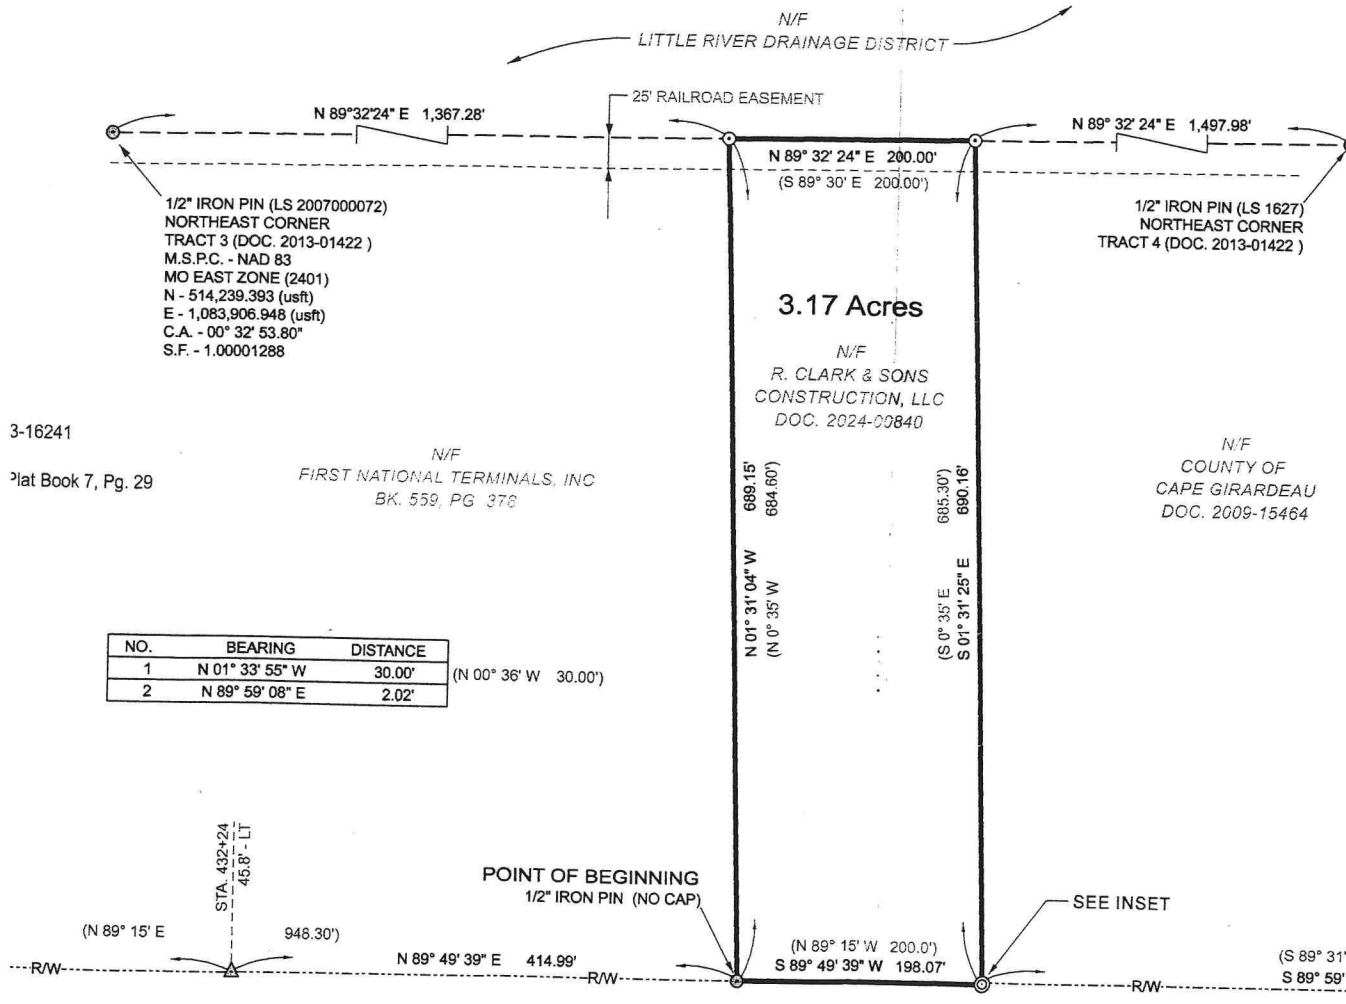 N/F
LITTLE RIVER DRAINAGE DISTRICT
25' RAILROAD EASEMENT
N 89°32'24" E 1,367.28'
N 89° 32' 24" E 1,497.98'
N 89° 32' 24" E 200.00'
(S 89° 30' E 200.00')
1/2" IRON PIN (LS 2007000072)
NORTHEAST CORNER
TRACT 3 (DOC. 2013-01422 )
M.S.P.C. - NAD 83
MO EAST ZONE (2401)
N - 514,239.393 (usft)
E - 1,083,906.948 (usft)
C.A. - 00° 32' 53.80"
S.F. - 1.00001288
1/2" IRON PIN (LS 1627)
NORTHEAST CORNER
TRACT 4 (DOC. 2013-01422 )
3.17 Acres
N/F
R. CLARK & SONS
CONSTRUCTION, LLC
DOC. 2024-00840
3-16241
Plat Book 7, Pg. 29
N/F
FIRST NATIONAL TERMINALS, INC
BK. 559, PG 378
N/F
COUNTY OF
CAPE GIRARDEAU
DOC. 2009-15464
N 01° 31' 04" W 689.15'
(N 0° 35' W 684.60')
(S 0° 35' E 685.30')
S 01° 31' 25" E 690.16'
NO. BEARING DISTANCE
1 N 01° 33' 55" W 30.00' (N 00° 36' W 30.00')
2 N 89° 59' 08" E 2.02'
STA. 432+24
45.8' - LT
POINT OF BEGINNING
1/2" IRON PIN (NO CAP)
SEE INSET
(N 89° 15' E 948.30')
R/W
N 89° 49' 39" E 414.99'
R/W
(N 89° 15' W 200.0')
S 89° 49' 39" W 198.07'
R/W
(S 89° 31'
S 89° 59'